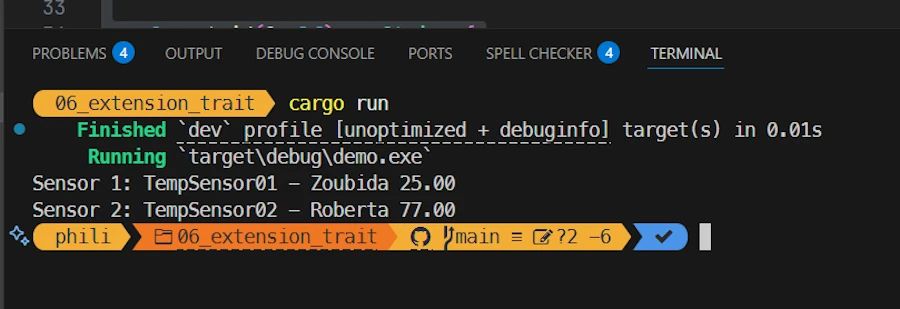 33
PROBLEMS 4 OUTPUT DEBUG CONSOLE PORTS SPELL CHECKER 4 TERMINAL
06_extension_trait cargo run
Finished `dev` profile [unoptimized + debuginfo] target(s) in 0.01s
Running `target\debug\demo.exe`
Sensor 1: TempSensor01 – Zoubida 25.00
Sensor 2: TempSensor02 – Roberta 77.00
phili 06_extension_trait main ≡ ?2 -6